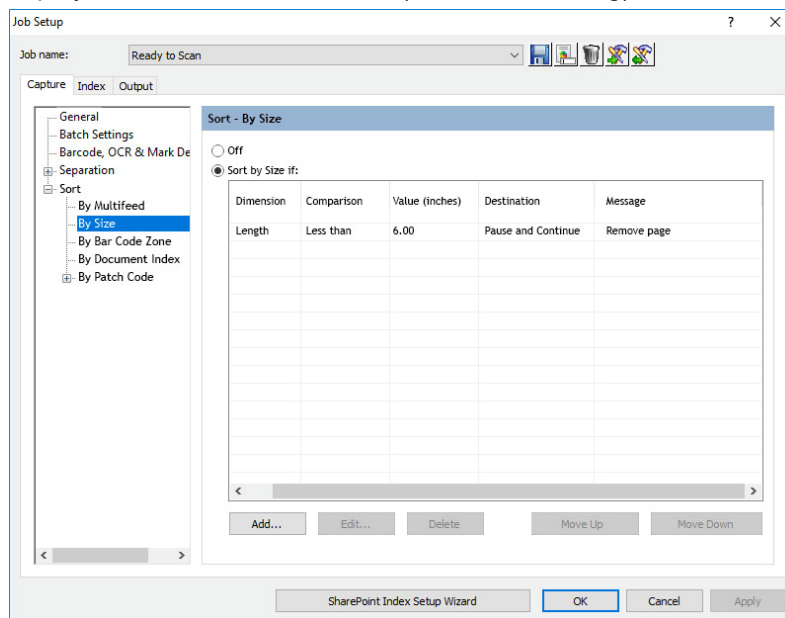 Job Setup
? X
Job name: Ready to Scan
Capture Index Output
General
Batch Settings
Barcode, OCR & Mark De
Separation
Sort
By Multifeed
By Size
By Bar Code Zone
By Document Index
By Patch Code
Sort - By Size
Off
Sort by Size if:
Dimension Comparison Value (inches) Destination Message
Length Less than 6.00 Pause and Continue Remove page
Add... Edit... Delete Move Up Move Down
SharePoint Index Setup Wizard OK Cancel Apply